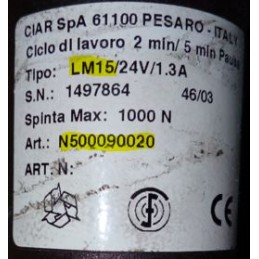 CIAR SpA 61100 PESARO - ITALY
Ciclo di lavoro 2 min/ 5 min Pausa
Tipo: LM15/24V/1.3A
S.N.: 1497864 46/03
Spinta Max: 1000 N
Art.: N500090020
ART. N:
CE